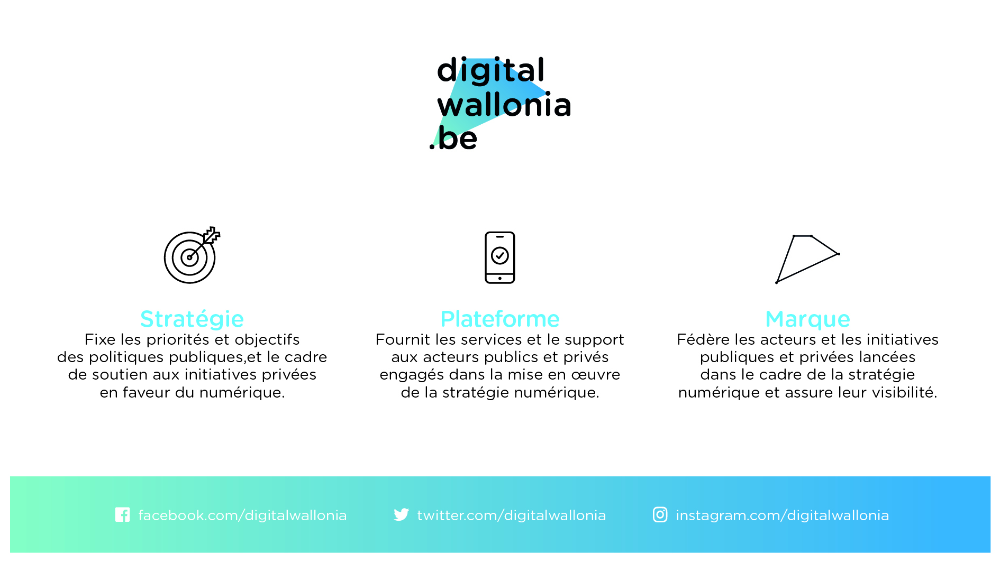 digital
wallonia
.be
Stratégie
Fixe les priorités et objectifs
des politiques publiques,et le cadre
de soutien aux initiatives privées
en faveur du numérique.
Plateforme
Fournit les services et le support
aux acteurs publics et privés
engagés dans la mise en œuvre
de la stratégie numérique.
Marque
Fédère les acteurs et les initiatives
publiques et privées lancées
dans le cadre de la stratégie
numérique et assure leur visibilité.
facebook.com/digitalwallonia
twitter.com/digitalwallonia
instagram.com/digitalwallonia